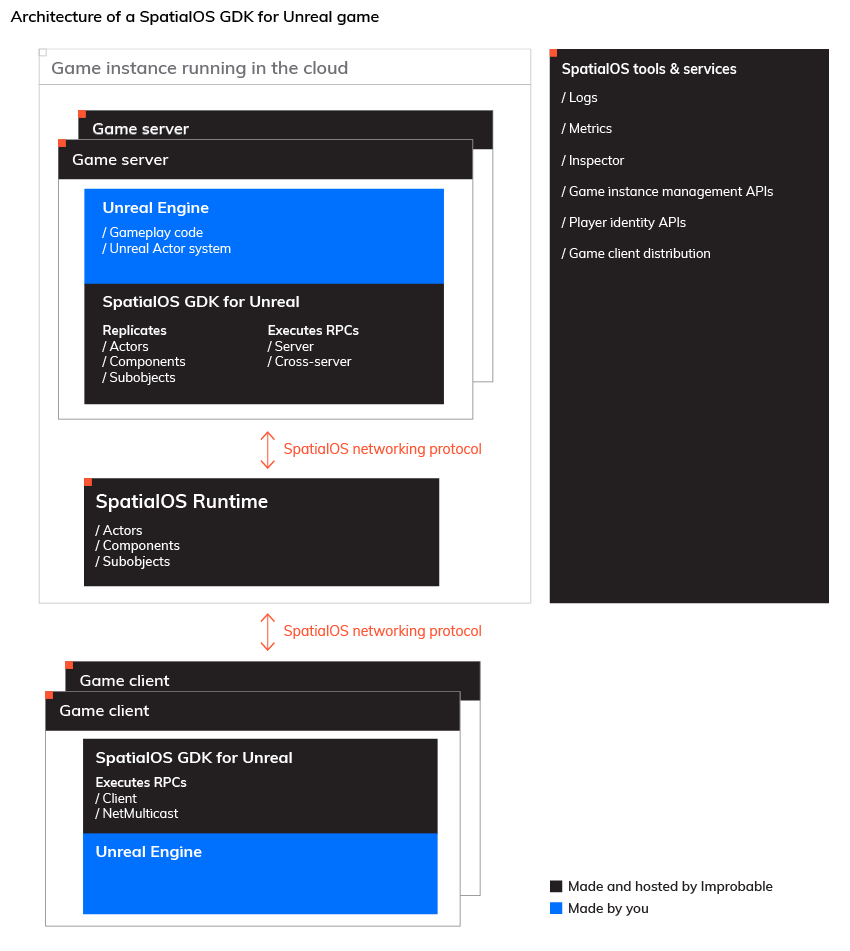 Architecture of a SpatialOS GDK for Unreal game
Game instance running in the cloud
Game server
Game server
Unreal Engine
/ Gameplay code
/ Unreal Actor system
SpatialOS GDK for Unreal
Replicates
/ Actors
/ Components
/ Subobjects
Executes RPCs
/ Server
/ Cross-server
SpatialOS networking protocol
SpatialOS Runtime
/ Actors
/ Components
/ Subobjects
SpatialOS tools & services
/ Logs
/ Metrics
/ Inspector
/ Game instance management APIs
/ Player identity APIs
/ Game client distribution
SpatialOS networking protocol
Game client
Game client
SpatialOS GDK for Unreal
Executes RPCs
/ Client
/ NetMulticast
Unreal Engine
Made and hosted by Improbable
Made by you